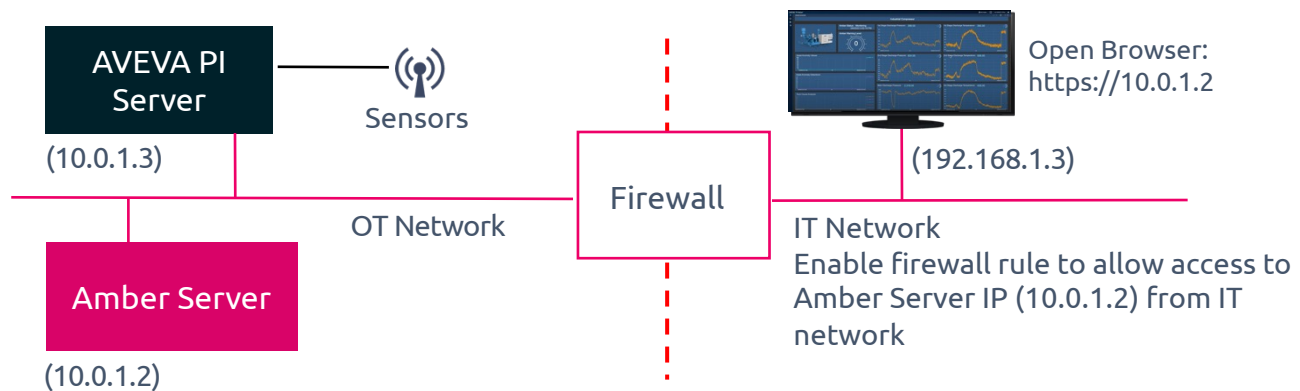 AVEVA PI
Server
Sensors
(10.0.1.3)
OT Network
Amber Server
(10.0.1.2)
Firewall
Open Browser:
https://10.0.1.2
(192.168.1.3)
IT Network
Enable firewall rule to allow access to
Amber Server IP (10.0.1.2) from IT
network